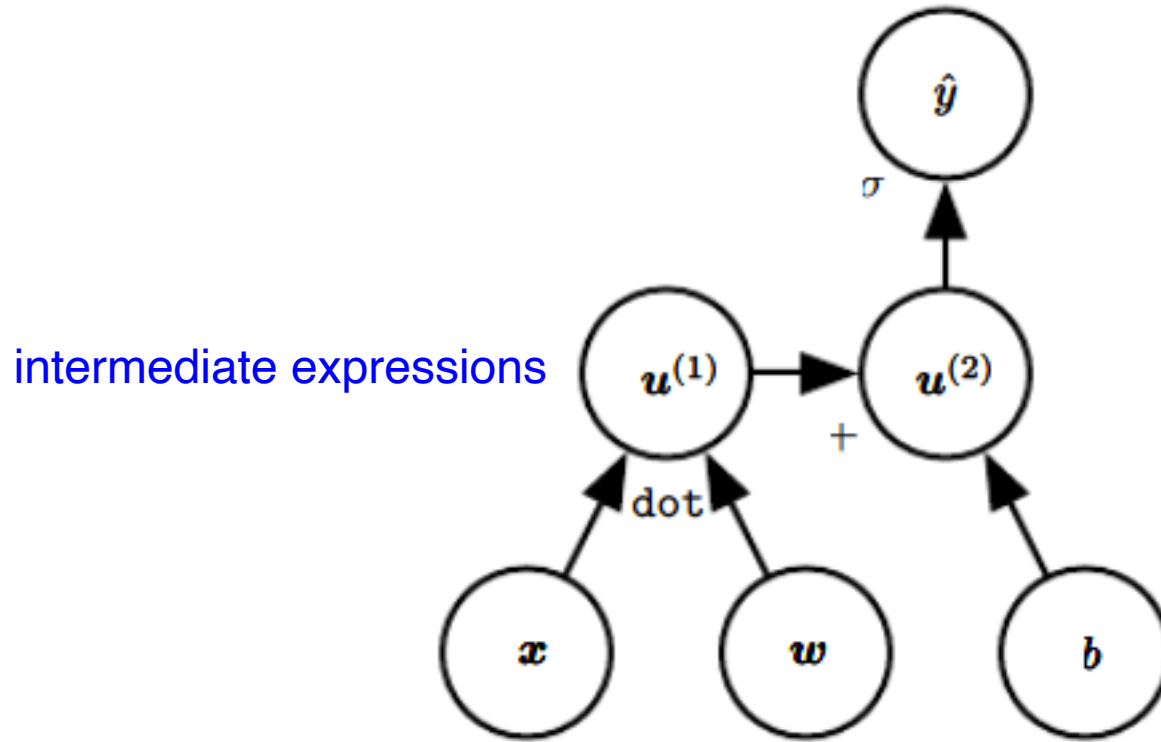 ŷ
σ
intermediate expressions u^(1) u^(2)
+
dot
x w b